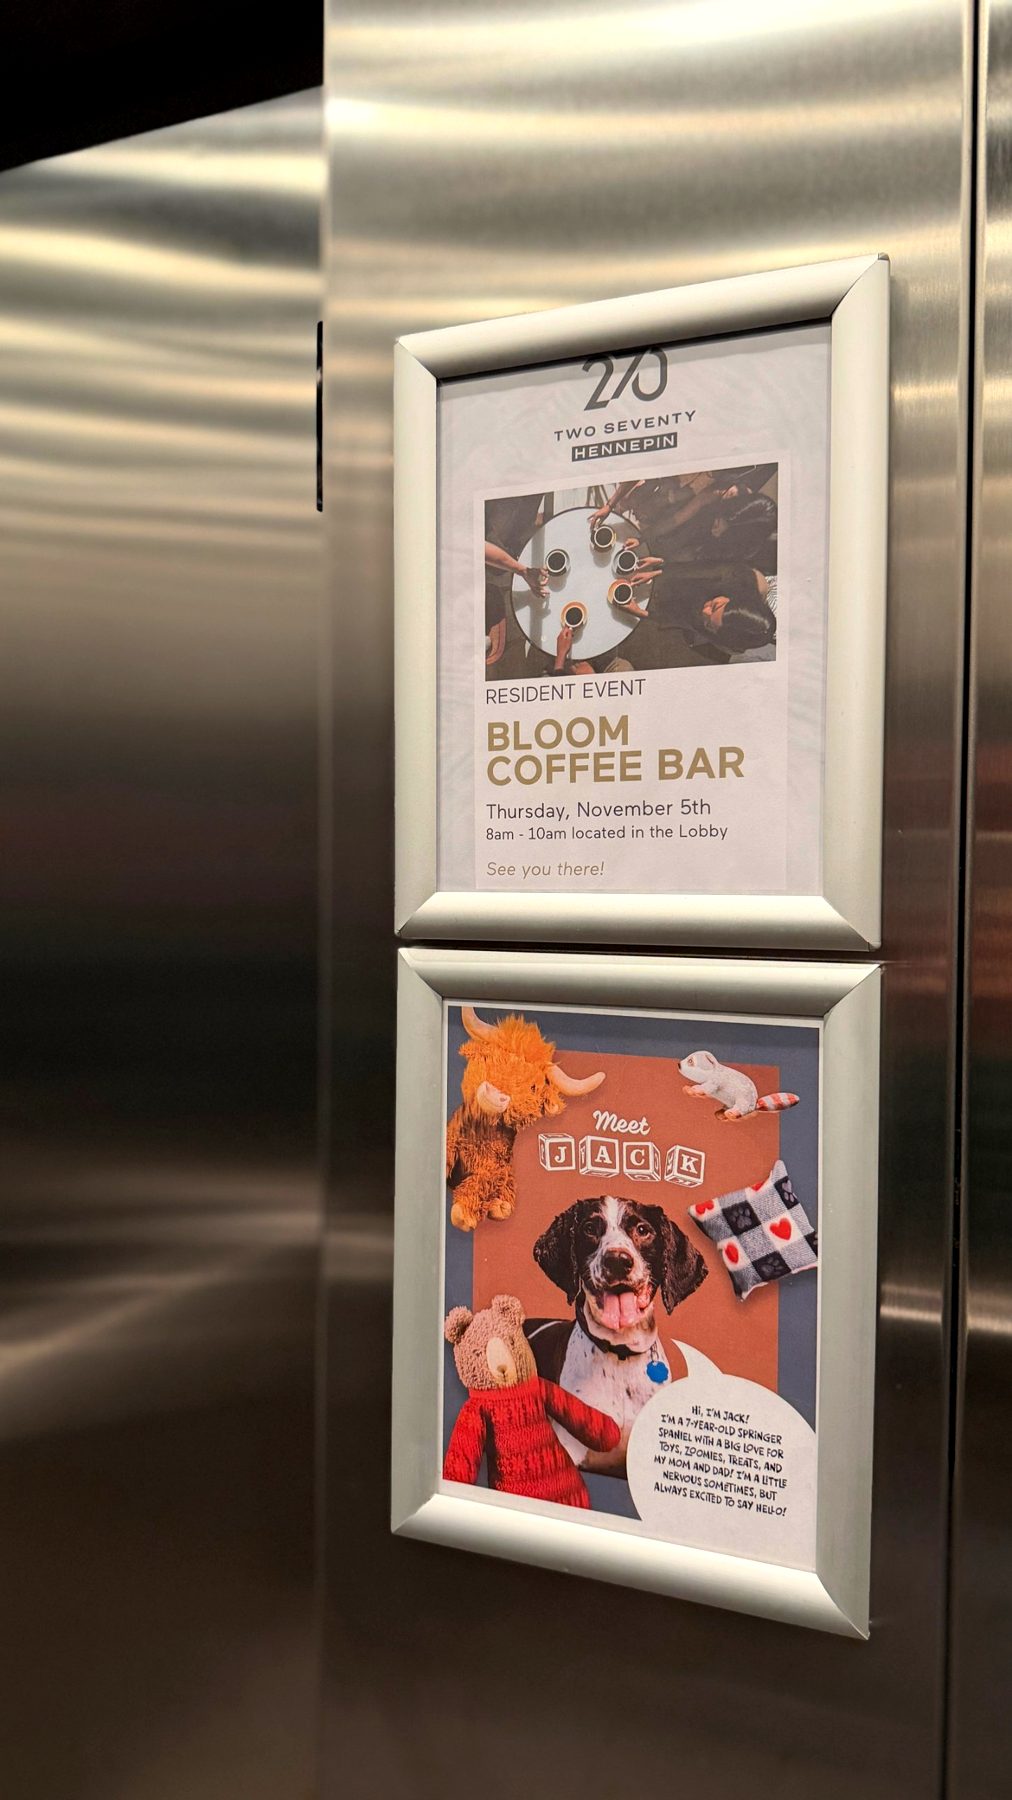 270
TWO SEVENTY
HENNEPIN
RESIDENT EVENT
BLOOM
COFFEE BAR
Thursday, November 5th
8am - 10am located in the Lobby
See you there!
Meet
JACK
HI, I'M JACK!
I'M A 7-YEAR-OLD SPRINGER
SPANIEL WITH A BIG LOVE FOR
TOYS, ZOOMIES, TREATS, AND
MY MOM AND DAD! I'M A LITTLE
NERVOUS SOMETIMES, BUT
ALWAYS EXCITED TO SAY HELLO!